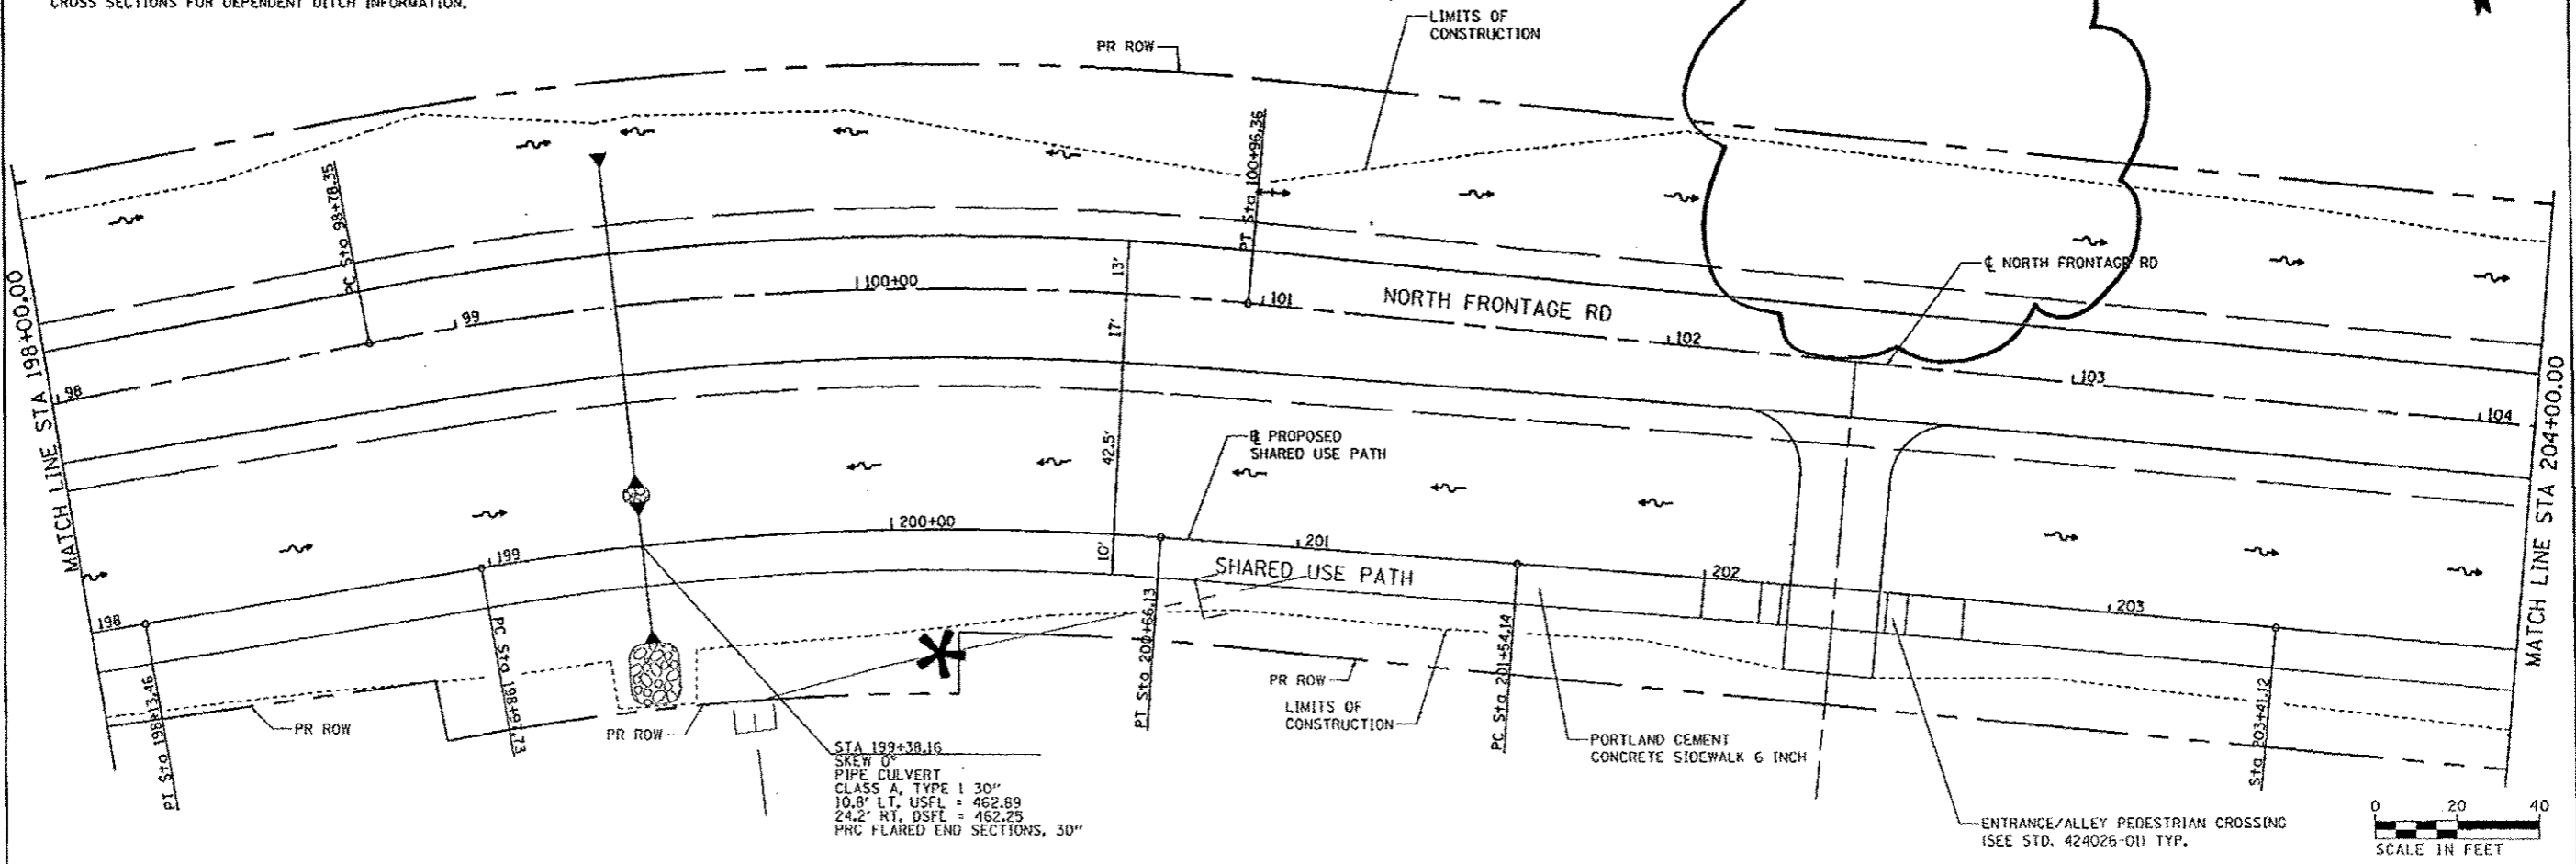 CROSS SECTIONS FOR DEPENDENT DITCH INFORMATION.
LIMITS OF
CONSTRUCTION
PR ROW
PC Sta 98+78.35
PT Sta 100+96.36
MATCH LINE STA 198+00.00
98
99
100+00
101
NORTH FRONTAGE RD
102
℄ NORTH FRONTAGE RD
103
104
13'
17'
42.5'
10'
PROPOSED
SHARED USE PATH
MATCH LINE STA 204+00.00
198
199
200+00
201
SHARED USE PATH
202
203
PT Sta 198+13.46
PC Sta 198+97.73
PT Sta 200+66.13
PC Sta 201+54.14
Sta 203+41.12
PR ROW
PR ROW
PR ROW
LIMITS OF
CONSTRUCTION
STA 199+38.16
SKEW 0°
PIPE CULVERT
CLASS A, TYPE 1 30"
10.8' LT, USFL = 462.89
24.2' RT, DSFL = 462.25
PRC FLARED END SECTIONS, 30"
PORTLAND CEMENT
CONCRETE SIDEWALK 6 INCH
ENTRANCE/ALLEY PEDESTRIAN CROSSING
(SEE STD. 424026-01) TYP.
0 20 40
SCALE IN FEET